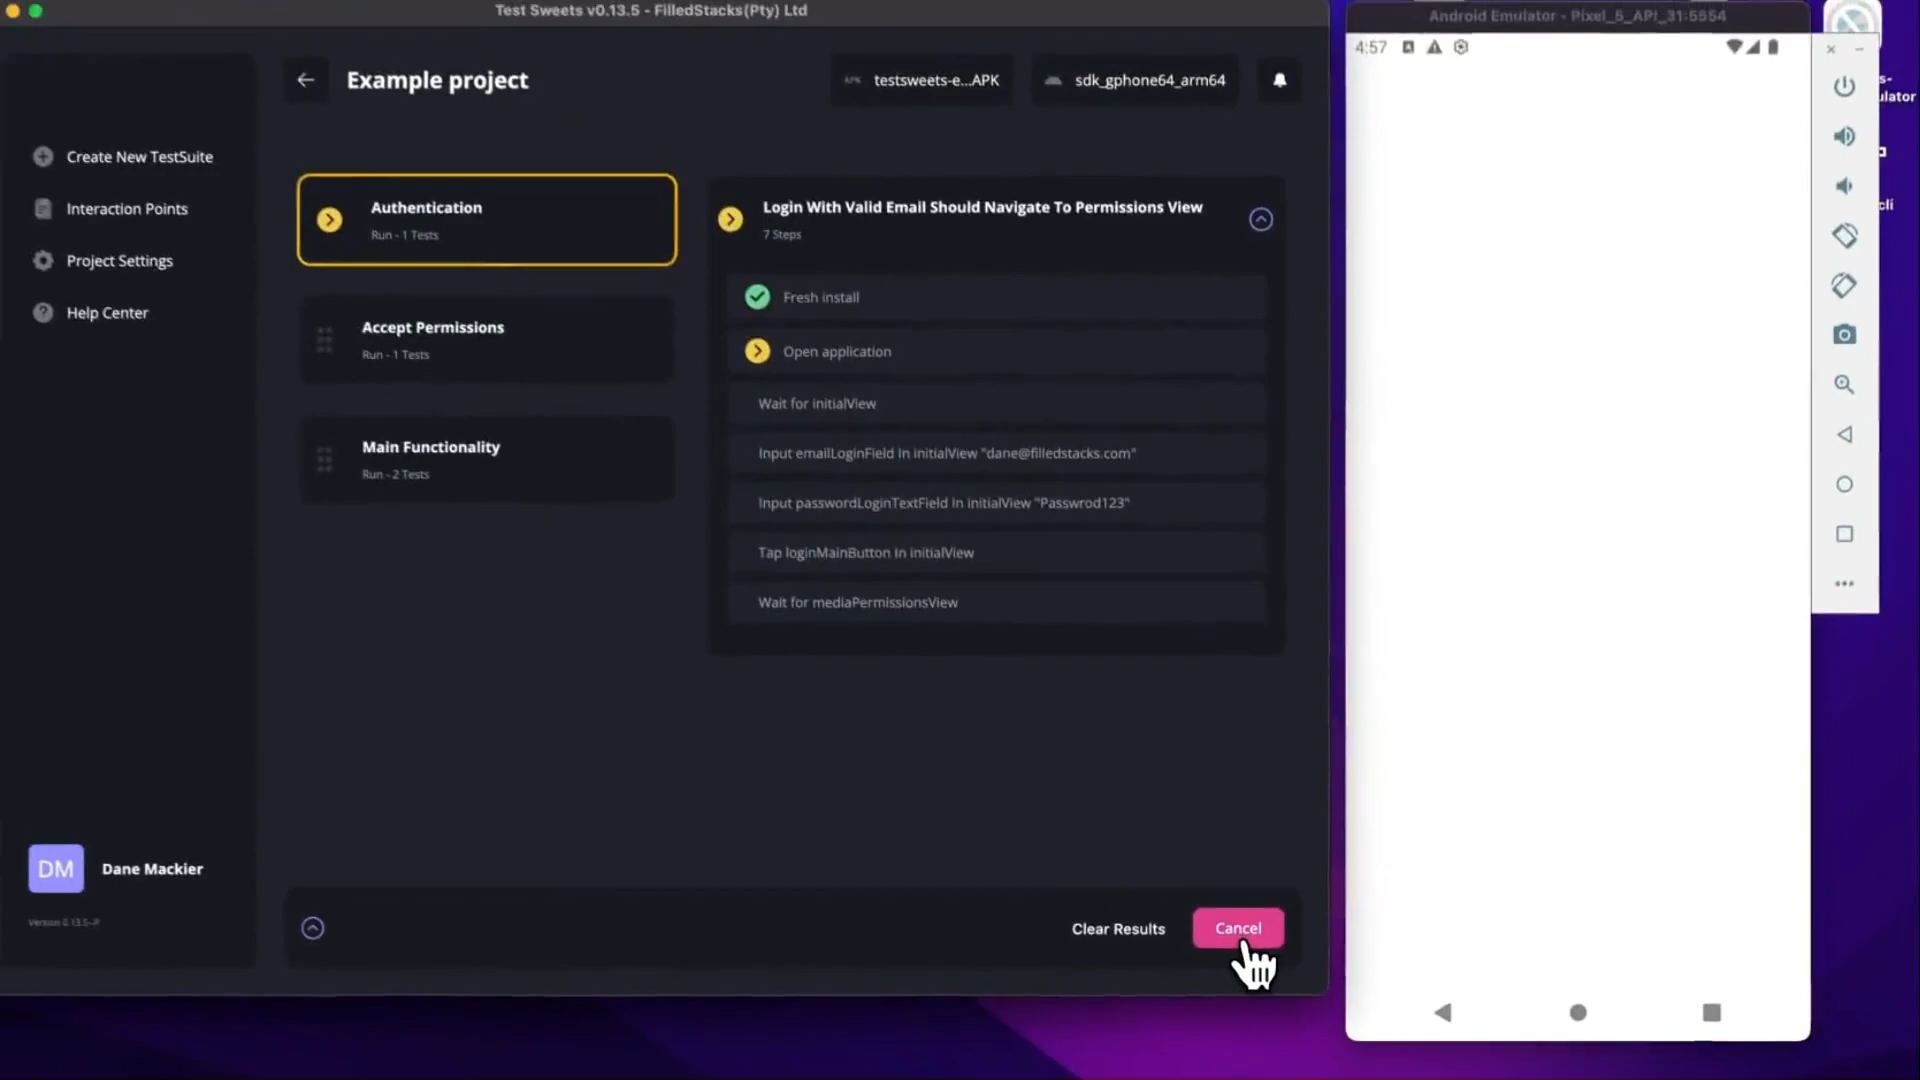 Test Sweets v0.13.5 - FilledStacks(Pty) Ltd
Example project
APK testsweets-e...APK
sdk_gphone64_arm64
Create New TestSuite
Interaction Points
Project Settings
Help Center
Authentication
Run - 1 Tests
Accept Permissions
Run - 1 Tests
Main Functionality
Run - 2 Tests
Login With Valid Email Should Navigate To Permissions View
7 Steps
Fresh install
Open application
Wait for initialView
Input emailLoginField in initialView "dane@filledstacks.com"
Input passwordLoginTextField in initialView "Passwrod123"
Tap loginMainButton in initialView
Wait for mediaPermissionsView
DM
Dane Mackier
Clear Results
Cancel
Android Emulator - Pixel_5_API_31:5554
4:57
s-
ulator
cli